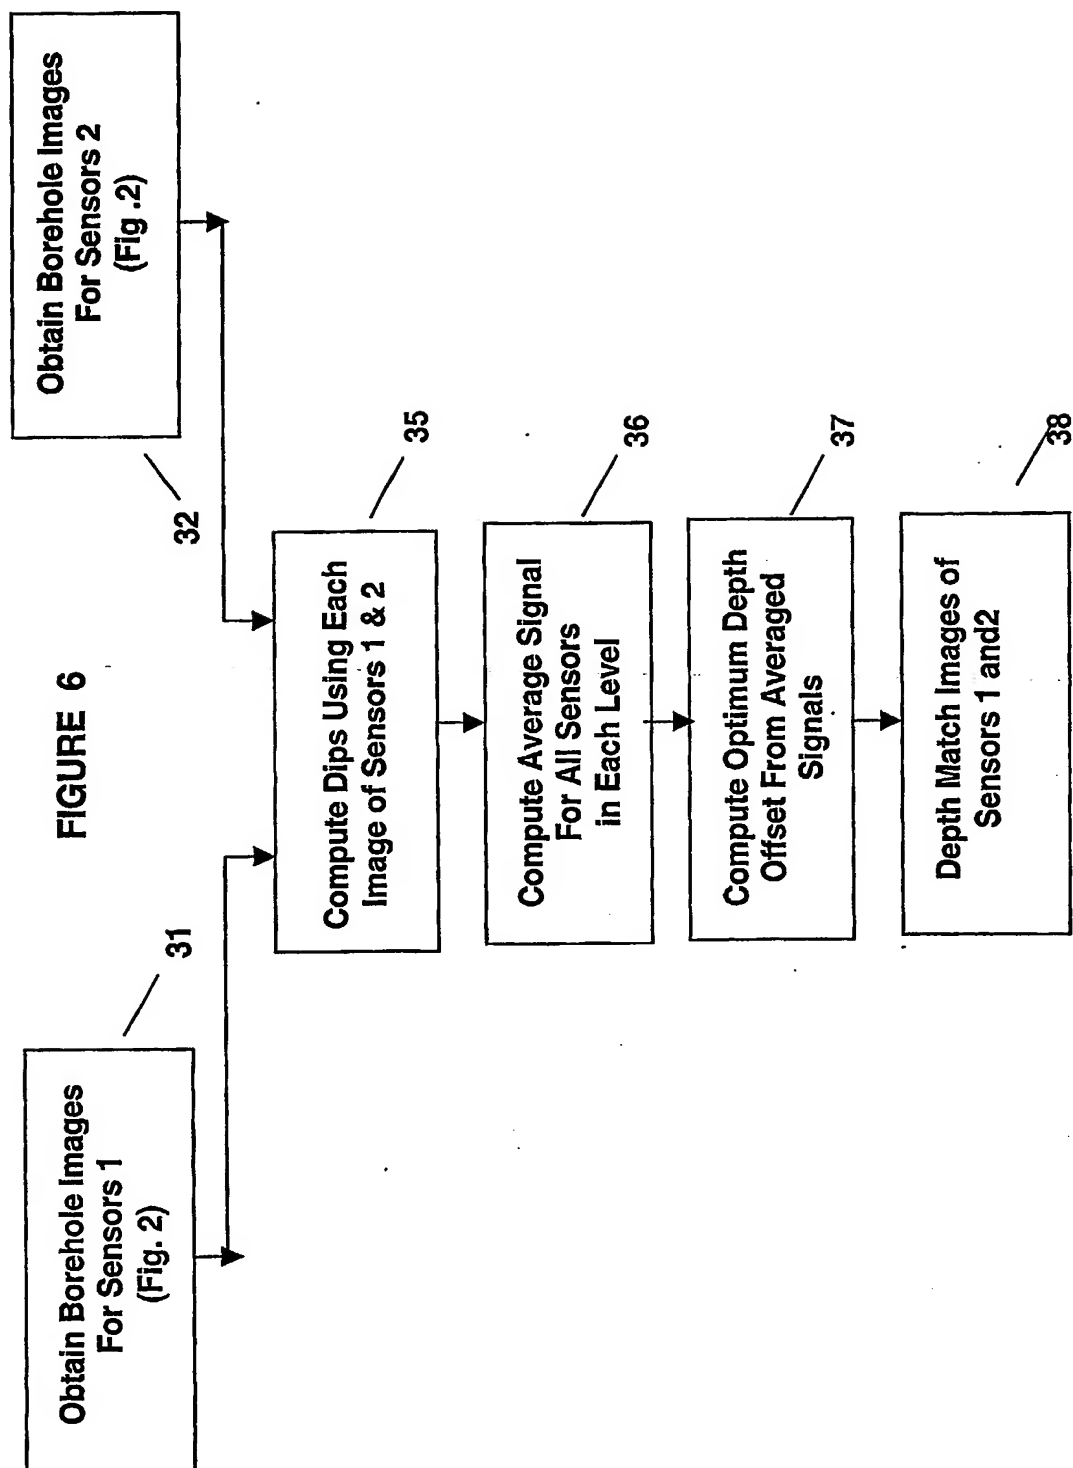 FIGURE 6
Obtain Borehole Images
For Sensors 1
(Fig. 2)
31
Obtain Borehole Images
For Sensors 2
(Fig .2)
32
Compute Dips Using Each
Image of Sensors 1 & 2
35
Compute Average Signal
For All Sensors
in Each Level
36
Compute Optimum Depth
Offset From Averaged
Signals
37
Depth Match Images of
Sensors 1 and2
38